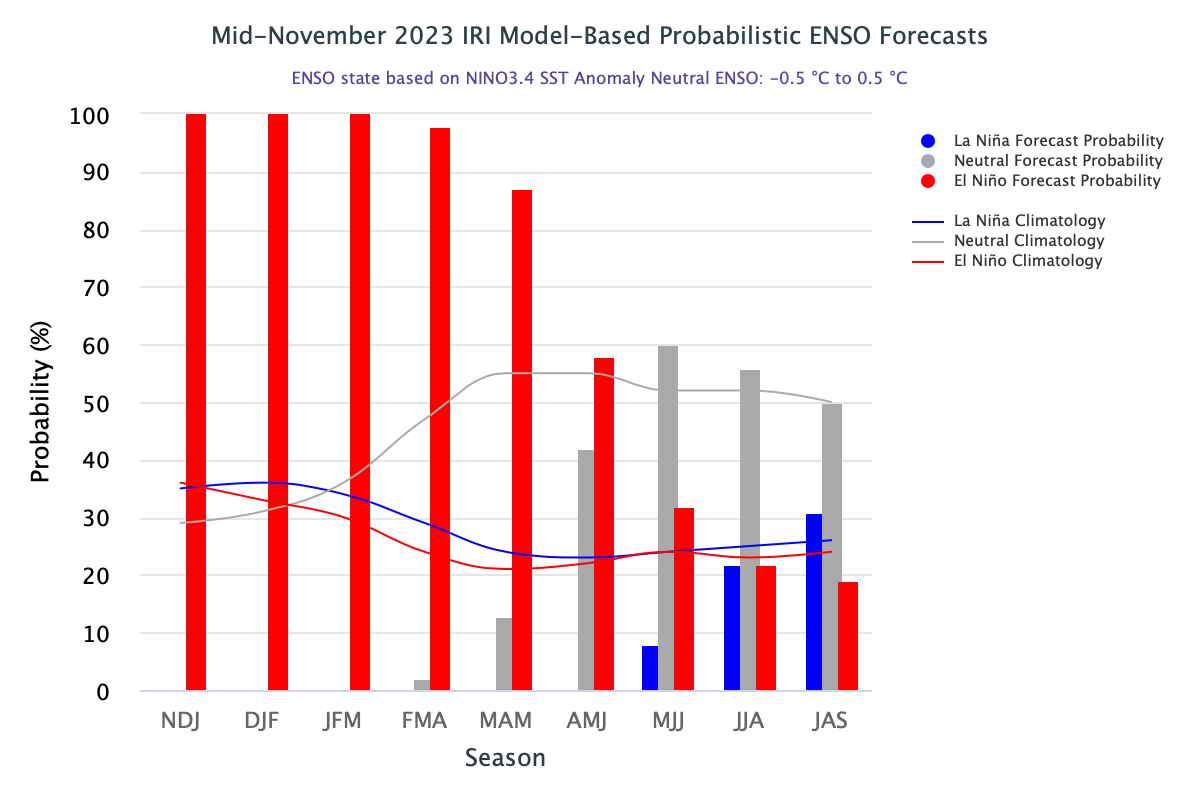 Mid−November 2023 IRI Model−Based Probabilistic ENSO Forecasts
ENSO state based on NINO3.4 SST Anomaly Neutral ENSO: −0.5 °C to 0.5 °C
Probability (%)
100
90
80
70
60
50
40
30
20
10
0
NDJ DJF JFM FMA MAM AMJ MJJ JJA JAS
Season
La Niña Forecast Probability
Neutral Forecast Probability
El Niño Forecast Probability
La Niña Climatology
Neutral Climatology
El Niño Climatology